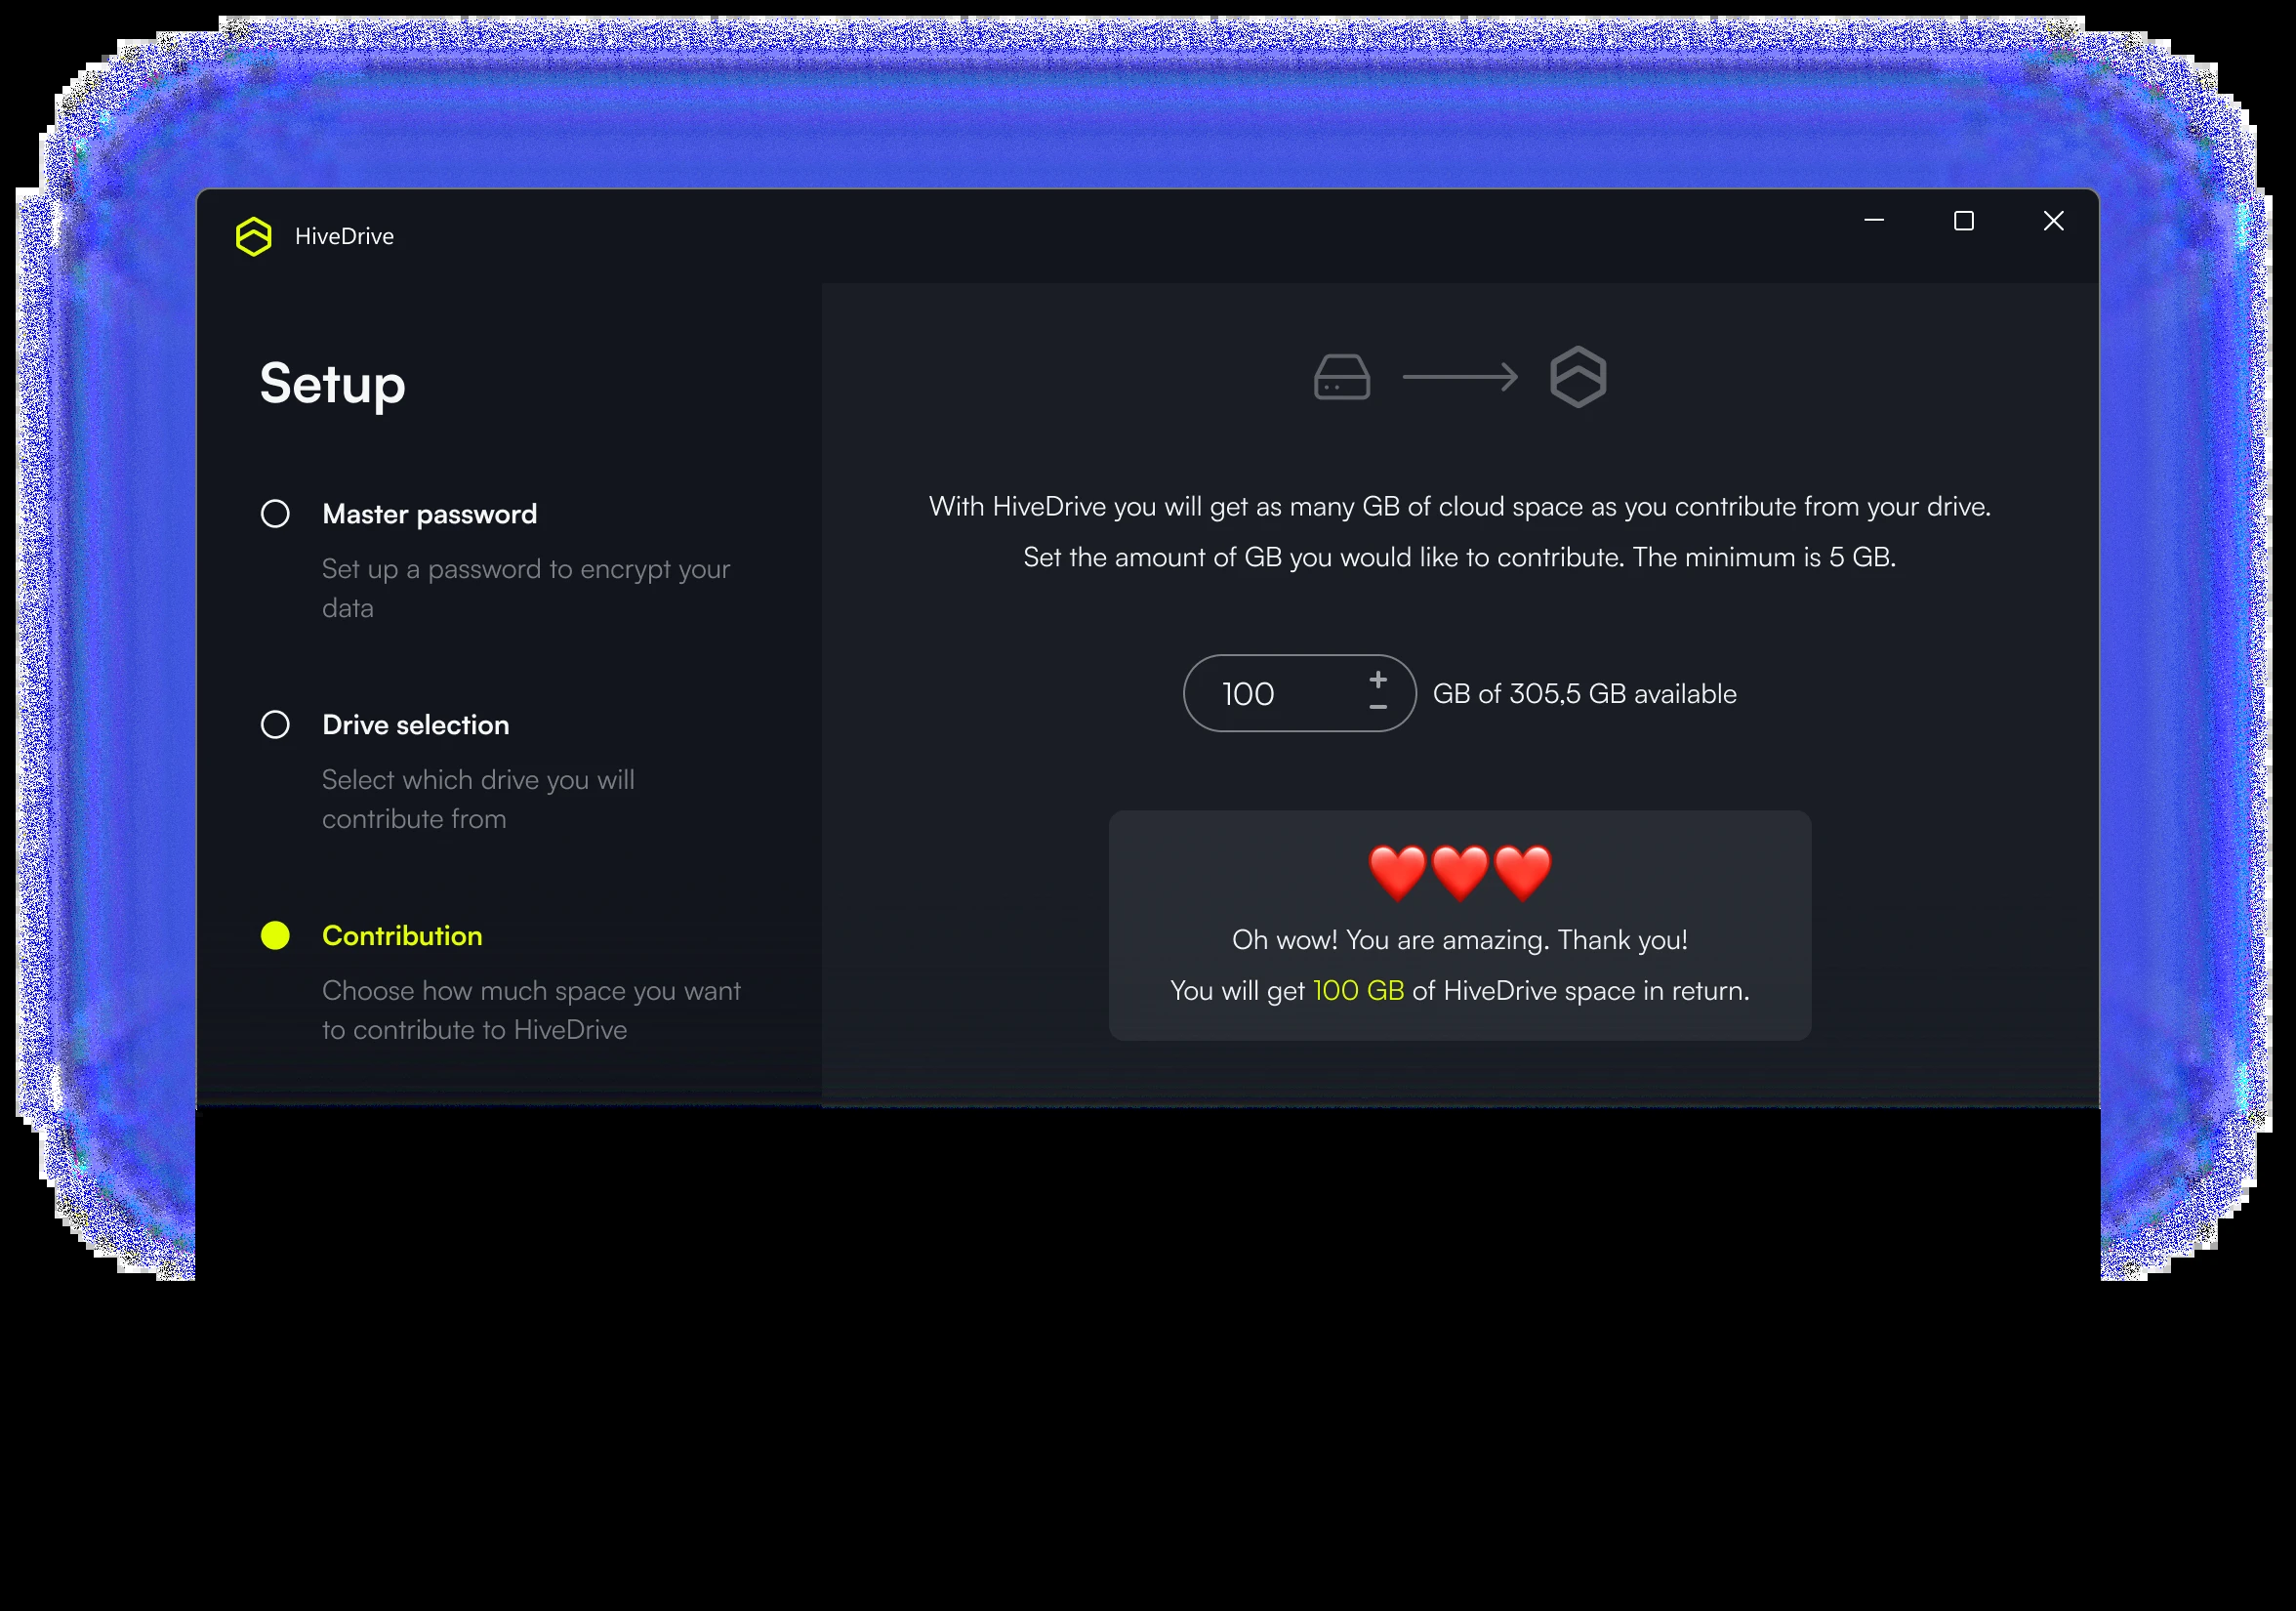 HiveDrive
Setup
Master password
Set up a password to encrypt your
data
Drive selection
Select which drive you will
contribute from
Contribution
Choose how much space you want
to contribute to HiveDrive
With HiveDrive you will get as many GB of cloud space as you contribute from your drive.
Set the amount of GB you would like to contribute. The minimum is 5 GB.
100 GB of 305,5 GB available
Oh wow! You are amazing. Thank you!
You will get 100 GB of HiveDrive space in return.